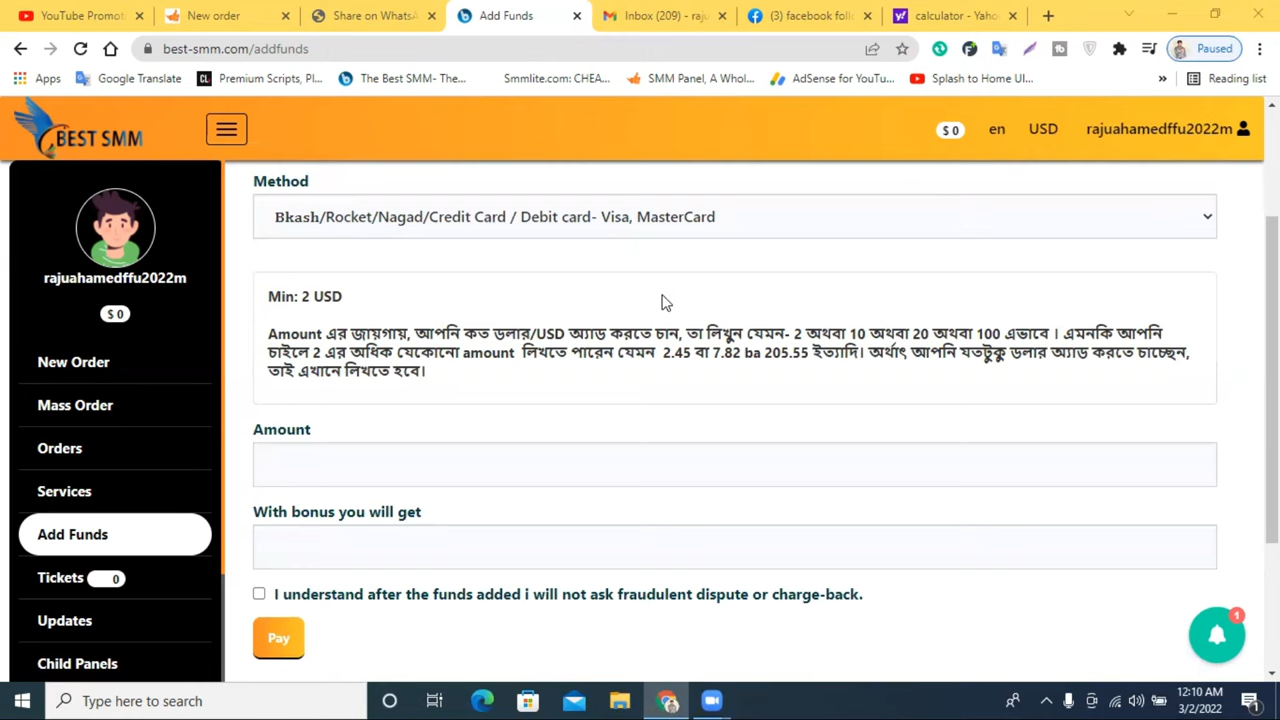 YouTube Promot
New order
Share on WhatsA
Add Funds
Inbox (209) - raju
(3) facebook foll
calculator - Yaho
best-smm.com/addfunds
Paused
Apps
Google Translate
Premium Scripts, Pl...
The Best SMM- The...
Smmlite.com: CHEA...
SMM Panel, A Whol...
AdSense for YouTu...
Splash to Home UI...
»
Reading list
BEST SMM
$ 0
en
USD
rajuahamedffu2022m
rajuahamedffu2022m
$ 0
New Order
Mass Order
Orders
Services
Add Funds
Tickets 0
Updates
Child Panels
Method
Bkash/Rocket/Nagad/Credit Card / Debit card- Visa, MasterCard
Min: 2 USD
Amount এর জায়গায়, আপনি কত ডলার/USD অ্যাড করতে চান, তা লিখুন যেমন- 2 অথবা 10 অথবা 20 অথবা 100 এভাবে । এমনকি আপনি
চাইলে 2 এর অধিক যেকোনো amount লিখতে পারেন যেমন 2.45 বা 7.82 ba 205.55 ইত্যাদি। অর্থাৎ আপনি যতটুকু ডলার অ্যাড করতে চাচ্ছেন,
তাই এখানে লিখতে হবে।
Amount
With bonus you will get
I understand after the funds added i will not ask fraudulent dispute or charge-back.
Pay
1
Type here to search
12:10 AM
3/2/2022
1